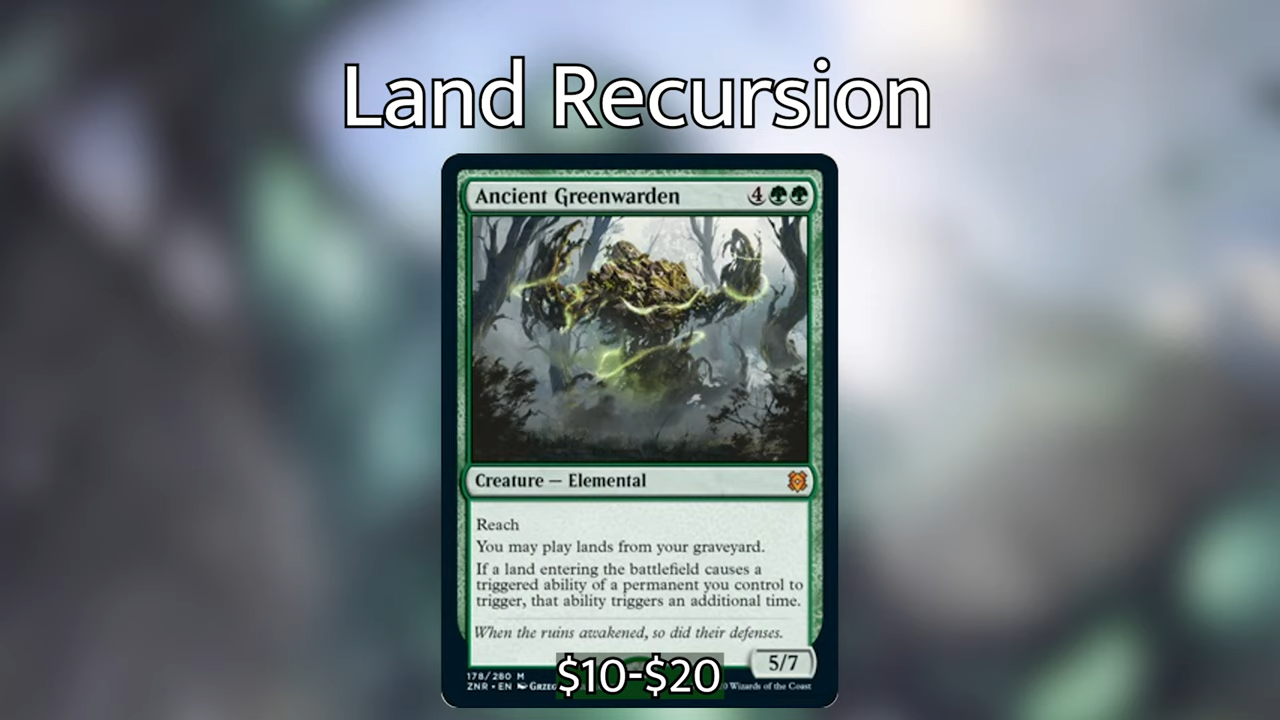 Land Recursion
Ancient Greenwarden 4
Creature — Elemental
Reach
You may play lands from your graveyard.
If a land entering the battlefield causes a
triggered ability of a permanent you control to
trigger, that ability triggers an additional time.
When the ruins awakened, so did their defenses.
5/7
178/280 M
ZNR • EN GRZEG
Wizards of the Coast
$10-$20